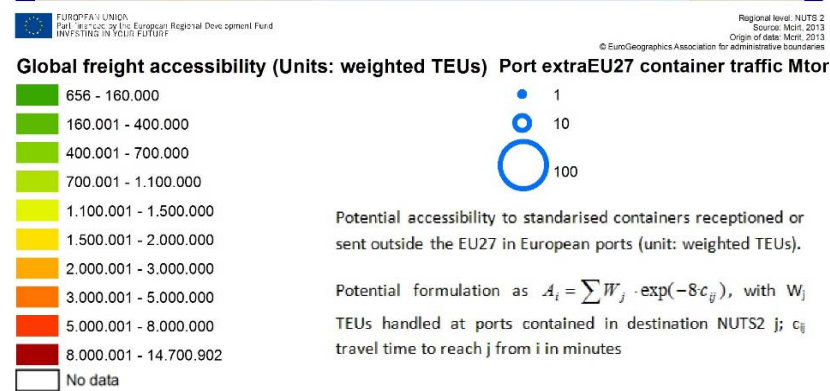 EUROPEAN UNION
Part-financed by the European Regional Development Fund
INVESTING IN YOUR FUTURE
Regional level: NUTS 2
Source: Mcrit, 2013
Origin of data: Mcrit, 2013
© EuroGeographics Association for administrative boundaries
Global freight accessibility (Units: weighted TEUs)
656 - 160.000
160.001 - 400.000
400.001 - 700.000
700.001 - 1.100.000
1.100.001 - 1.500.000
1.500.001 - 2.000.000
2.000.001 - 3.000.000
3.000.001 - 5.000.000
5.000.001 - 8.000.000
8.000.001 - 14.700.902
No data
Port extraEU27 container traffic Mton
1
10
100
Potential accessibility to standarised containers receptioned or
sent outside the EU27 in European ports (unit: weighted TEUs).
Potential formulation as A_i = ∑ W_j · exp(−8·c_ij), with Wj
TEUs handled at ports contained in destination NUTS2 j; cij
travel time to reach j from i in minutes